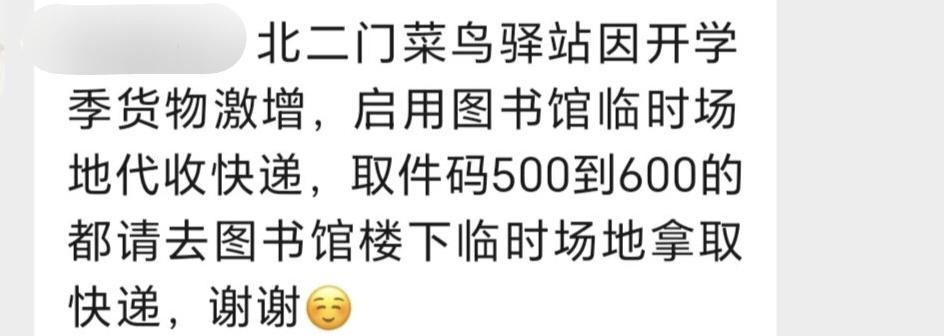 北二门菜鸟驿站因开学
季货物激增，启用图书馆临时场
地代收快递，取件码500到600的
都请去图书馆楼下临时场地拿取
快递，谢谢☺️